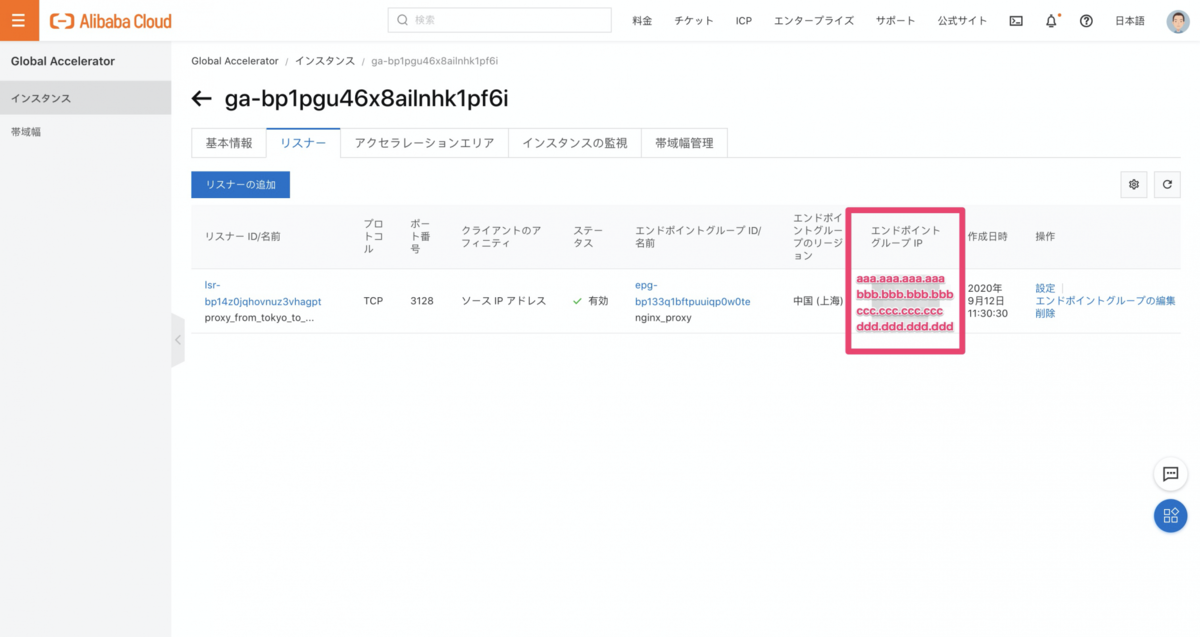 Alibaba Cloud
検索
料金 チケット ICP エンタープライズ サポート 公式サイト 日本語
Global Accelerator
インスタンス
帯域幅
Global Accelerator / インスタンス / ga-bp1pgu46x8ailnhk1pf6i
← ga-bp1pgu46x8ailnhk1pf6i
基本情報 リスナー アクセラレーションエリア インスタンスの監視 帯域幅管理
リスナーの追加
リスナー ID/名前
プロ
トコ
ル
ポー
ト番
号
クライアントのア
フィニティ
ステー
タス
エンドポイントグループ ID/
名前
エンドポイ
ントグルー
プのリージ
ョン
エンドポイント
グループ IP
作成日時
操作
lsr-
bp14z0jqhovnuz3vhagpt
proxy_from_tokyo_to_...
TCP
3128
ソース IP アドレス
有効
epg-
bp133q1bftpuuiqp0w0te
nginx_proxy
中国 (上海)
aaa.aaa.aaa.aaa
bbb.bbb.bbb.bbb
ccc.ccc.ccc.ccc
ddd.ddd.ddd.ddd
2020年
9月12日
11:30:30
設定
エンドポイントグループの編集
削除